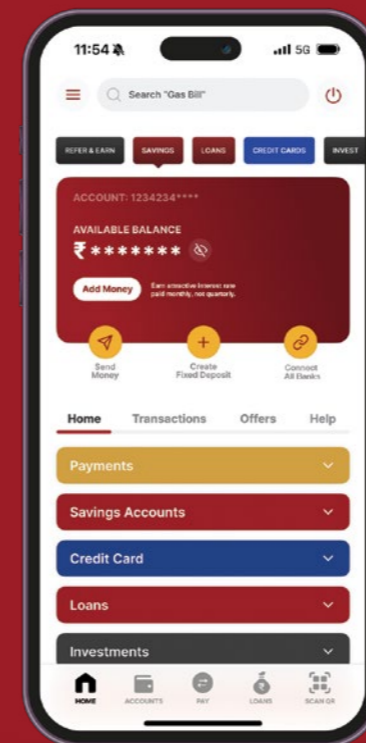 11:54
5G
Search "Gas Bill"
REFER & EARN
SAVINGS
LOANS
CREDIT CARDS
INVEST
ACCOUNT: 1234234****
AVAILABLE BALANCE
₹*******
Add Money
Earn attractive interest rate
paid monthly, not quarterly.
Send
Money
Create
Fixed Deposit
Connect
All Banks
Home
Transactions
Offers
Help
Payments
Savings Accounts
Credit Card
Loans
Investments
HOME
ACCOUNTS
PAY
LOANS
SCAN QR